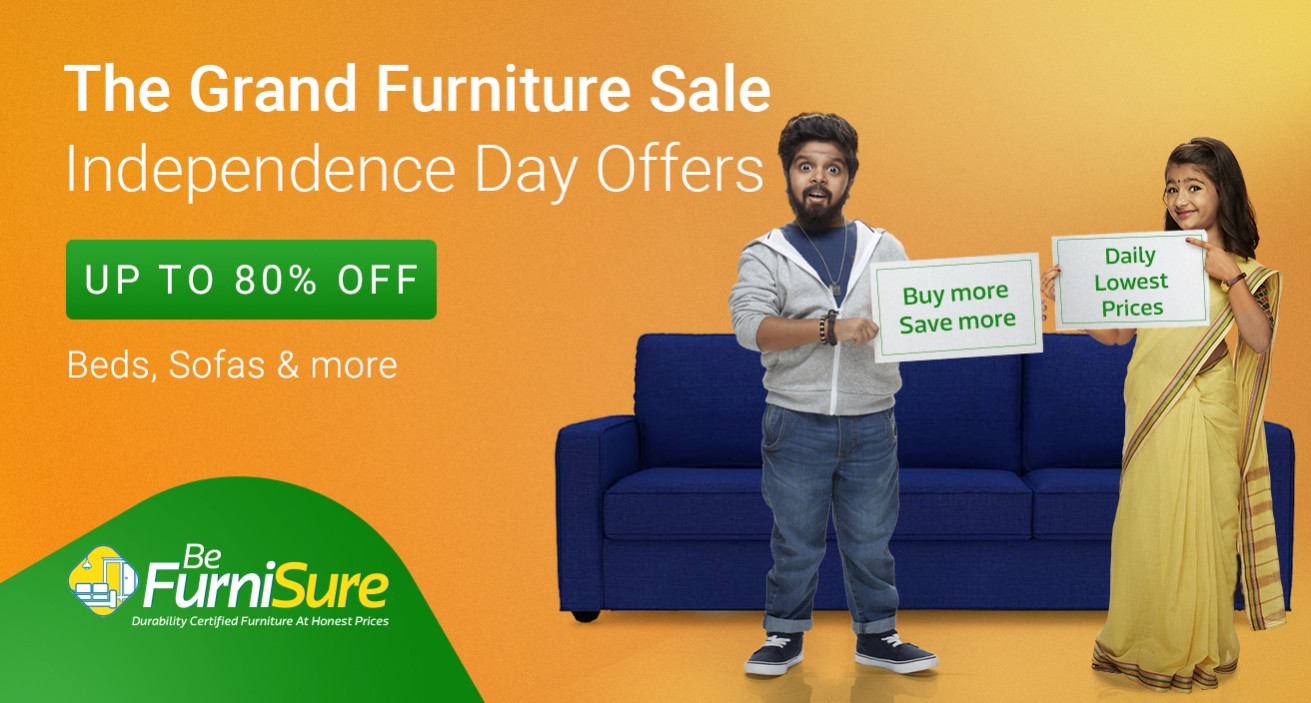 The Grand Furniture Sale
Independence Day Offers
UP TO 80% OFF
Beds, Sofas & more
Buy more
Save more
Daily
Lowest
Prices
Be
FurniSure
Durability Certified Furniture At Honest Prices